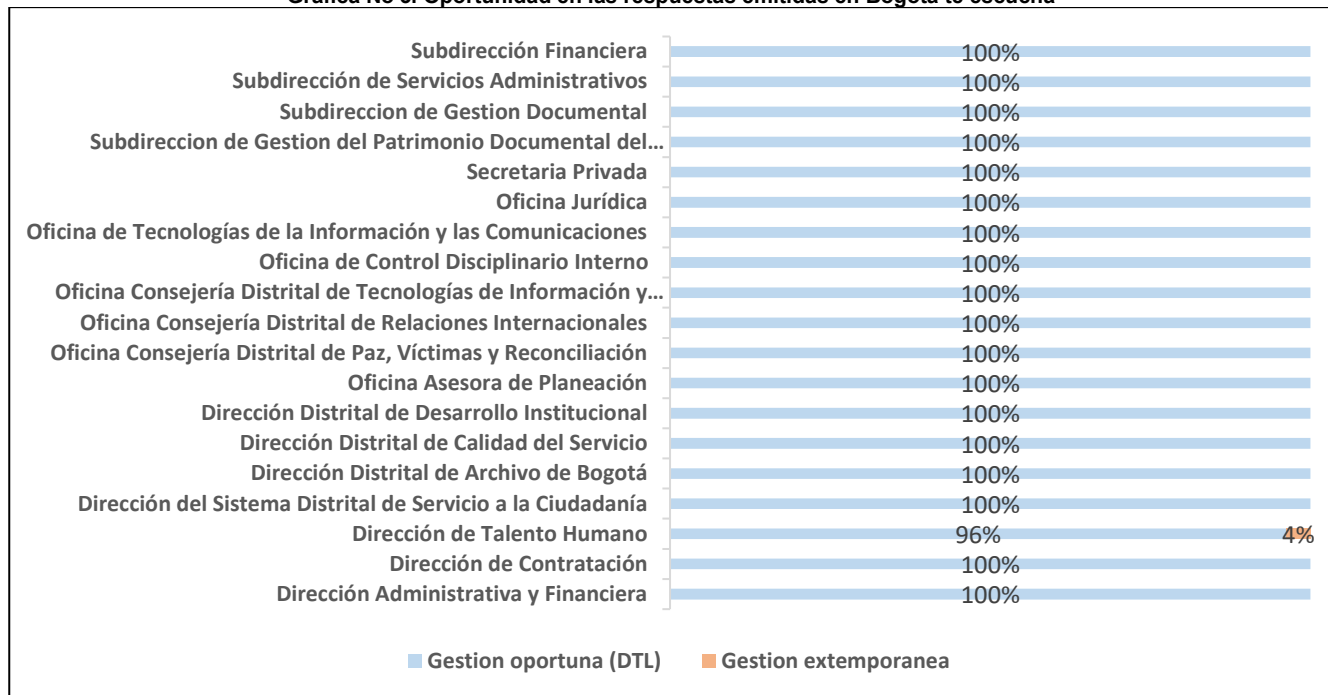 Subdirección Financiera 100%
Subdirección de Servicios Administrativos 100%
Subdireccion de Gestion Documental 100%
Subdireccion de Gestion del Patrimonio Documental del... 100%
Secretaria Privada 100%
Oficina Jurídica 100%
Oficina de Tecnologías de la Información y las Comunicaciones 100%
Oficina de Control Disciplinario Interno 100%
Oficina Consejería Distrital de Tecnologías de Información y... 100%
Oficina Consejería Distrital de Relaciones Internacionales 100%
Oficina Consejería Distrital de Paz, Víctimas y Reconciliación 100%
Oficina Asesora de Planeación 100%
Dirección Distrital de Desarrollo Institucional 100%
Dirección Distrital de Calidad del Servicio 100%
Dirección Distrital de Archivo de Bogotá 100%
Dirección del Sistema Distrital de Servicio a la Ciudadanía 100%
Dirección de Talento Humano 96% 4%
Dirección de Contratación 100%
Dirección Administrativa y Financiera 100%
Gestion oportuna (DTL) Gestion extemporanea